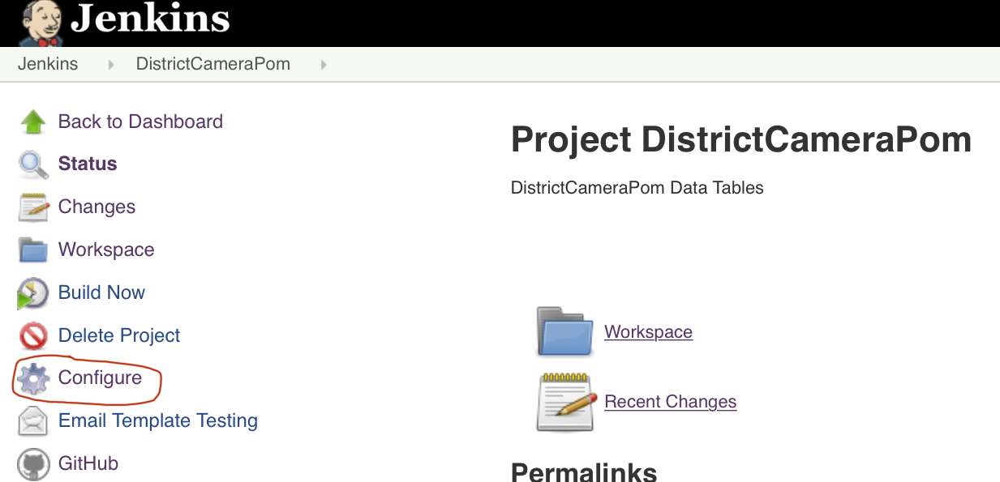 Jenkins
Jenkins DistrictCameraPom
Back to Dashboard
Status
Changes
Workspace
Build Now
Delete Project
Configure
Email Template Testing
GitHub
Project DistrictCameraPom
DistrictCameraPom Data Tables
Workspace
Recent Changes
Permalinks